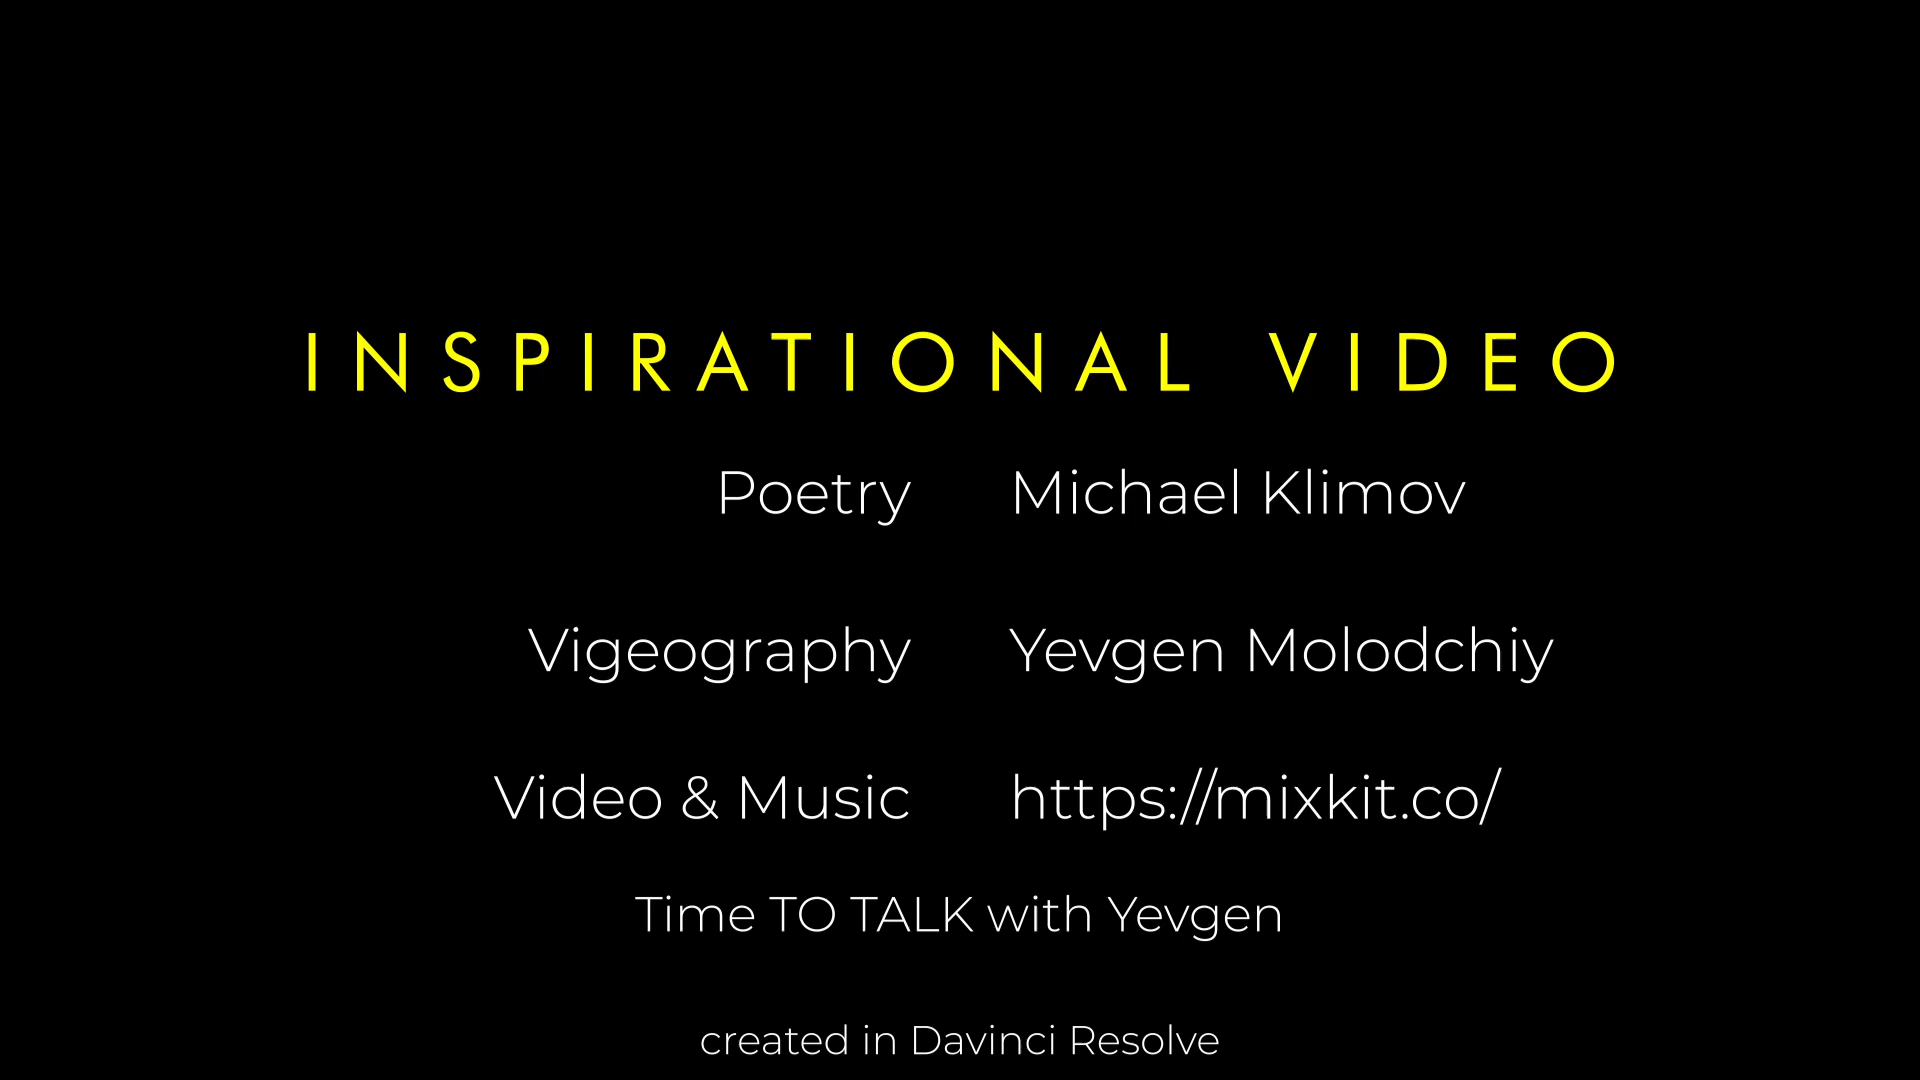 INSPIRATIONAL VIDEO
Poetry Michael Klimov
Vigeography Yevgen Molodchiy
Video & Music https://mixkit.co/
Time TO TALK with Yevgen
created in Davinci Resolve